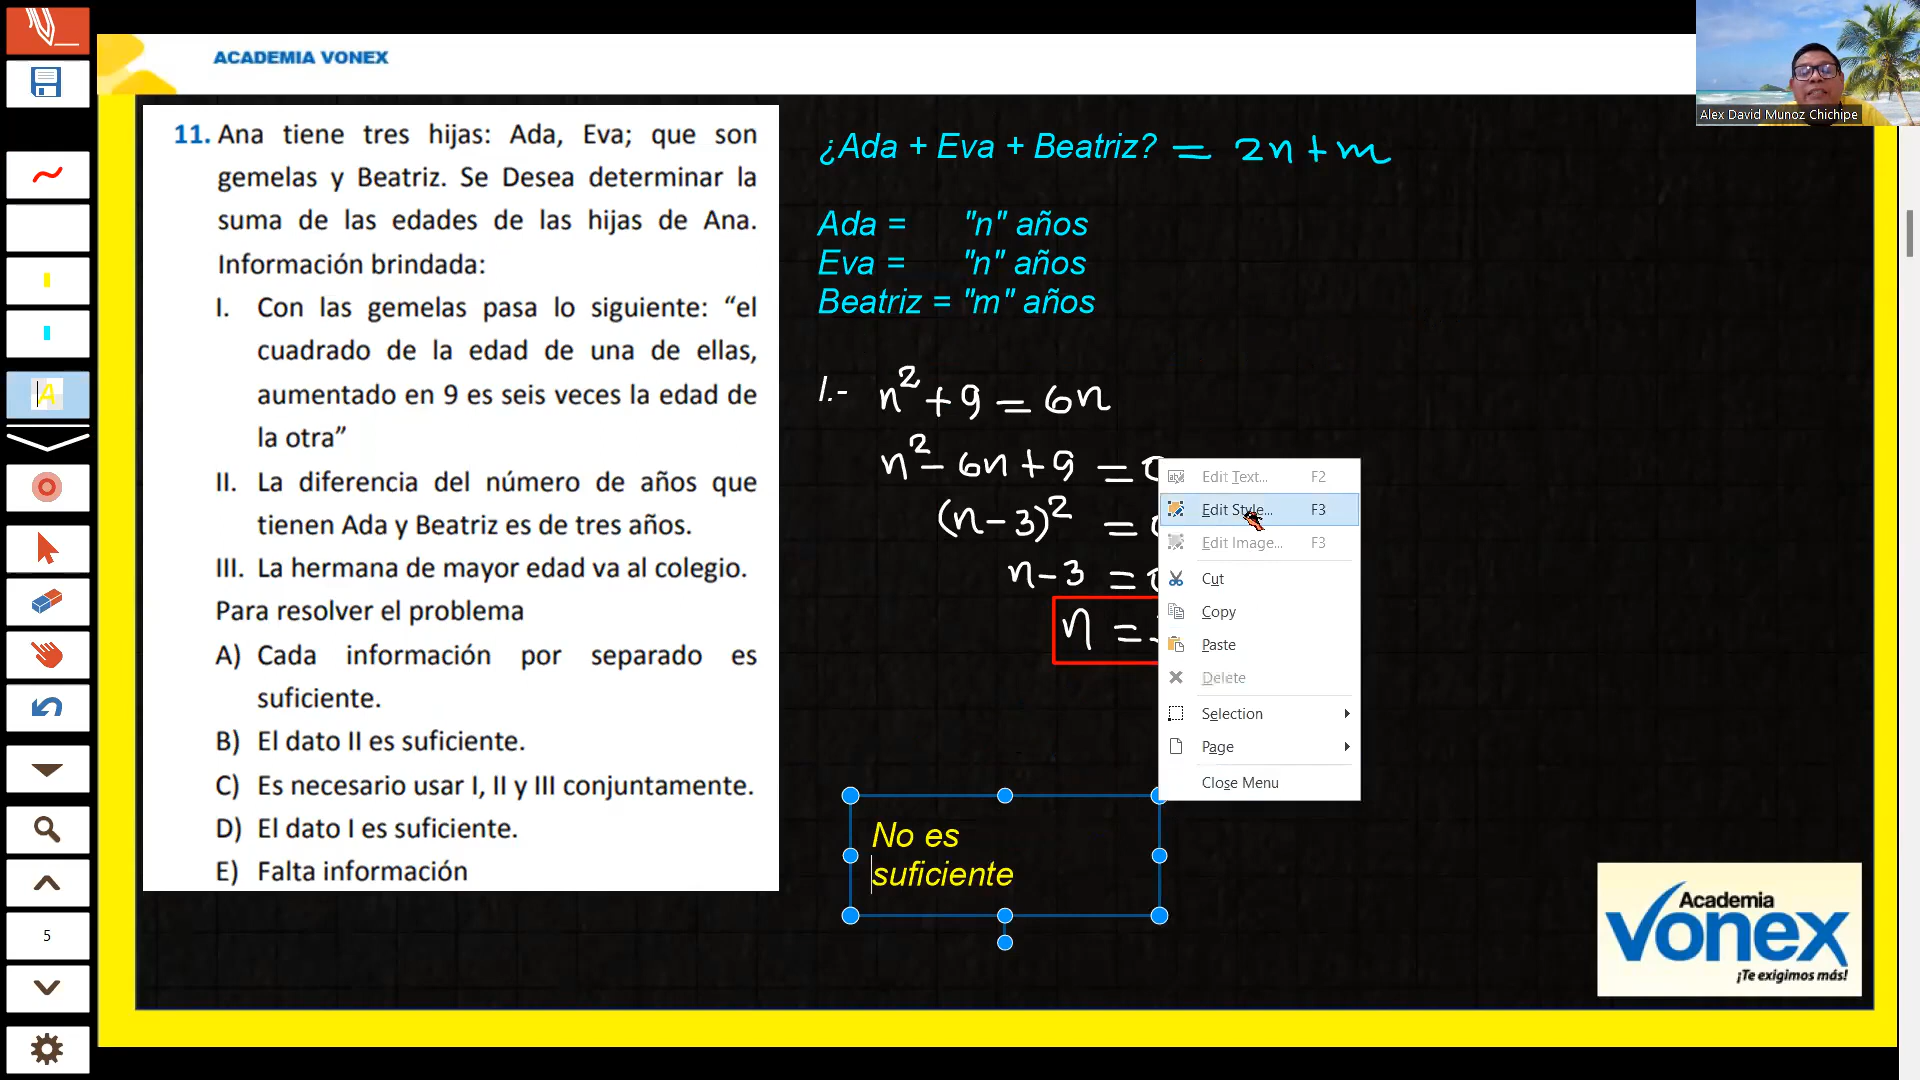 ACADEMIA VONEX
Alex David Munoz Chichipe
11. Ana tiene tres hijas: Ada, Eva; que son
gemelas y Beatriz. Se Desea determinar la
suma de las edades de las hijas de Ana.
Información brindada:
I. Con las gemelas pasa lo siguiente: “el
cuadrado de la edad de una de ellas,
aumentado en 9 es seis veces la edad de
la otra”
II. La diferencia del número de años que
tienen Ada y Beatriz es de tres años.
III. La hermana de mayor edad va al colegio.
Para resolver el problema
A) Cada información por separado es
suficiente.
B) El dato II es suficiente.
C) Es necesario usar I, II y III conjuntamente.
D) El dato I es suficiente.
E) Falta información
¿Ada + Eva + Beatriz? = 2n + m
Ada = "n" años
Eva = "n" años
Beatriz = "m" años
I.- n² + 9 = 6n
n² - 6n + 9 = 0
(n - 3)² = 0
n - 3 = 0
n =
No es
suficiente
Edit Text... F2
Edit Style... F3
Edit Image... F3
Cut
Copy
Paste
Delete
Selection
Page
Close Menu
A
5
Academia
vonex
¡Te exigimos más!